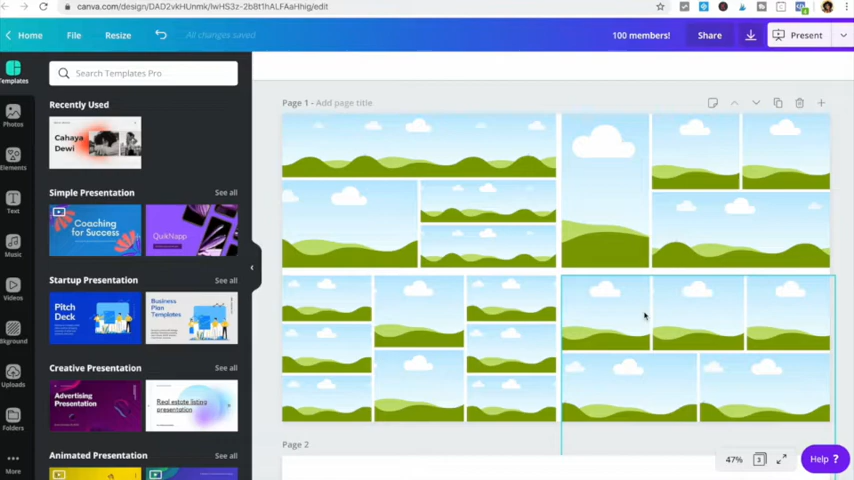 canva.com/design/DAD2vkHUnmk/IwHS3z-2b8t1hALFAaHhig/edit
Home
File
Resize
All changes saved
100 members!
Share
Present
Templates
Photos
Elements
Text
Music
Videos
Bkground
Uploads
Folders
More
Search Templates Pro
Recently Used
Cahaya
Dewi
Simple Presentation
See all
Coaching
for Success
QuikNapp
Startup Presentation
See all
Pitch
Deck
Business
Plan
Templates
Creative Presentation
See all
Advertising
Presentation
Real estate listing
presentation
Animated Presentation
See all
Page 1 - Add page title
Page 2
47%
3
Help ?